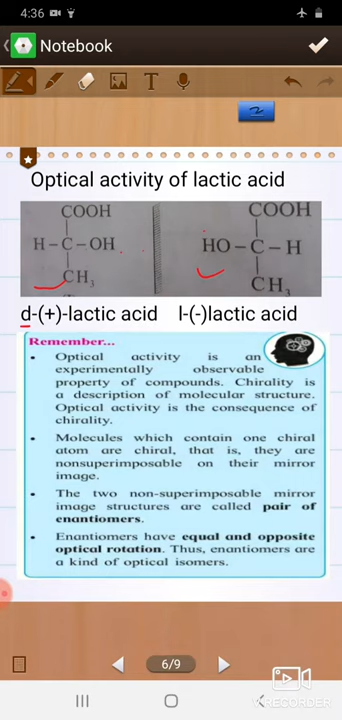 4:36
Notebook
T
2
Optical activity of lactic acid
COOH COOH
H – C – OH HO – C – H
CH3 CH3
d-(+)-lactic acid l-(-)lactic acid
Remember...
• Optical activity is an
experimentally observable
property of compounds. Chirality is
a description of molecular structure.
Optical activity is the consequence of
chirality.
• Molecules which contain one chiral
atom are chiral, that is, they are
nonsuperimposable on their mirror
image.
• The two non-superimposable mirror
image structures are called pair of
enantiomers.
• Enantiomers have equal and opposite
optical rotation. Thus, enantiomers are
a kind of optical isomers.
6/9
V RECORDER